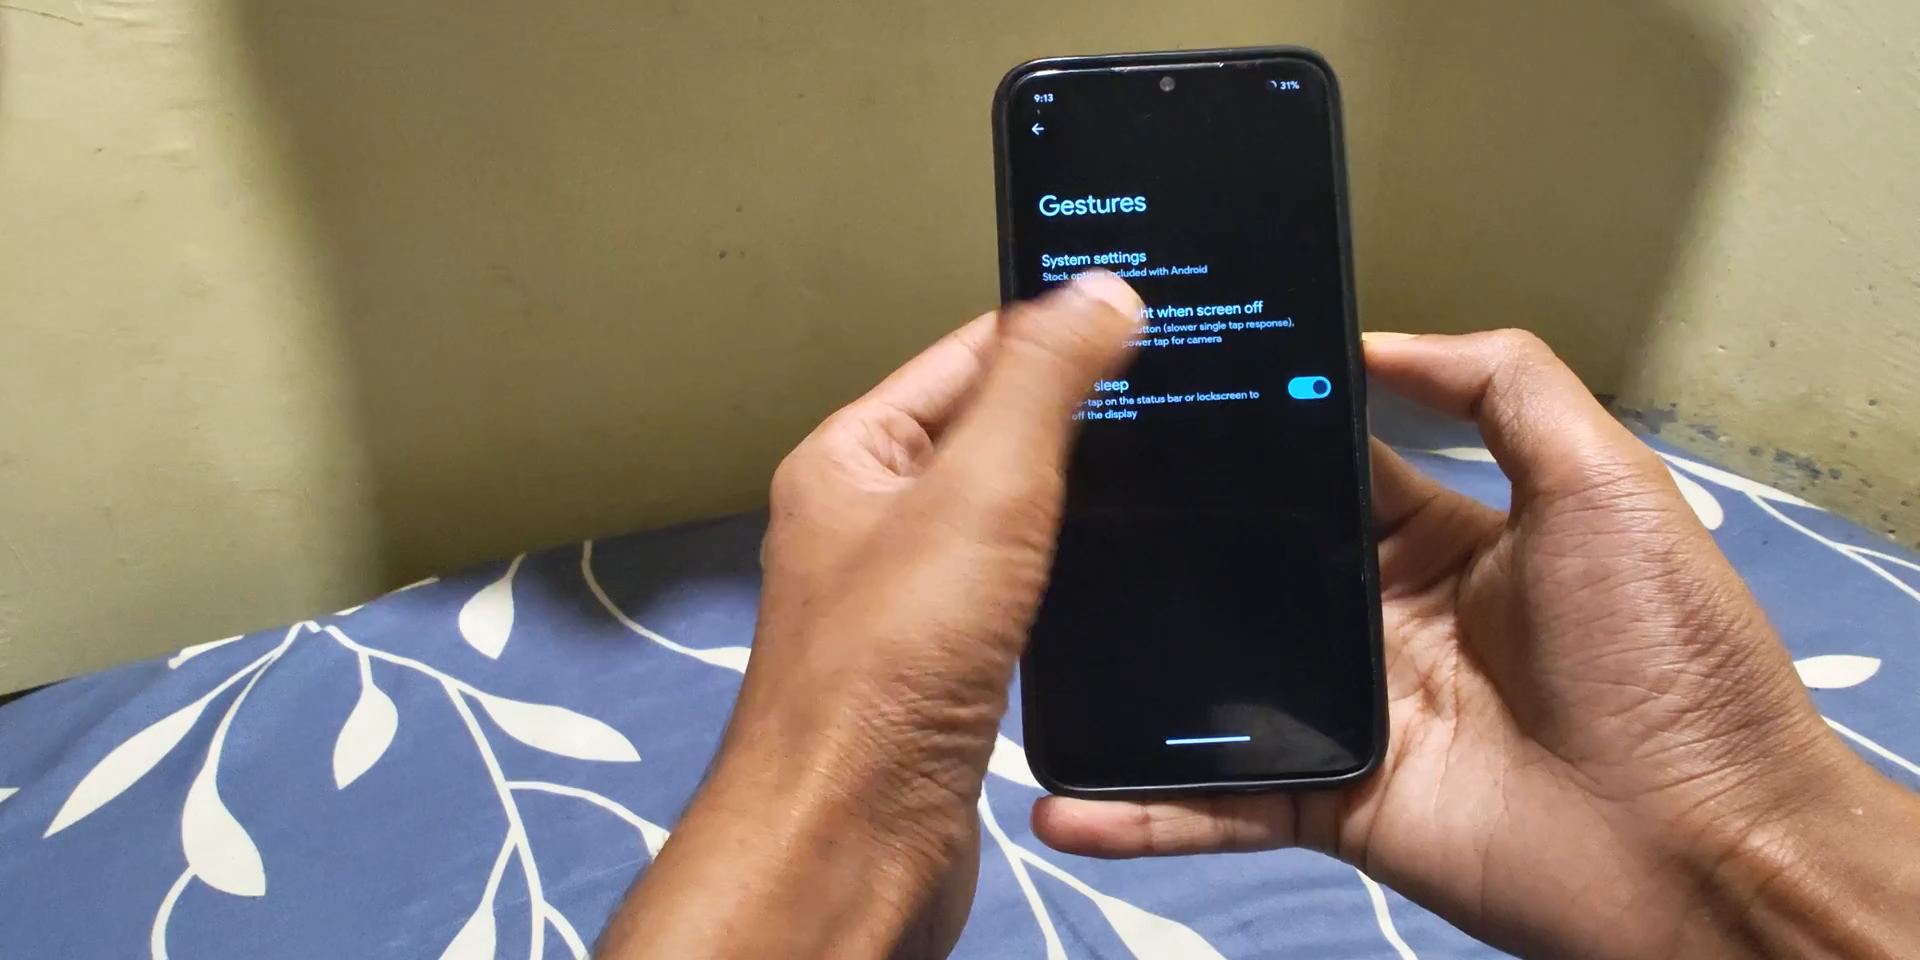 9:13
31%
Gestures
System settings
Stock included with Android
when screen off
(slower single tap response),
power tap for camera
sleep
on the status bar or lockscreen to
off the display